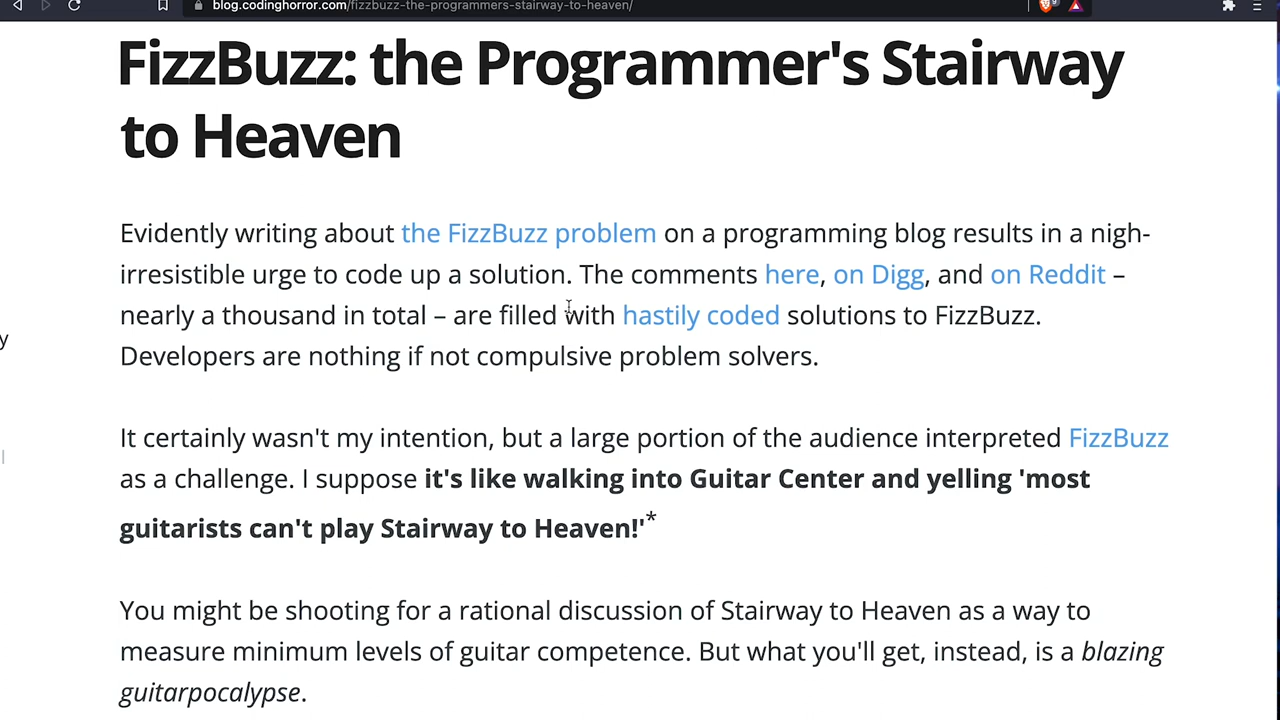 blog.codinghorror.com/fizzbuzz-the-programmers-stairway-to-heaven/
FizzBuzz: the Programmer's Stairway
to Heaven
Evidently writing about the FizzBuzz problem on a programming blog results in a nigh-
irresistible urge to code up a solution. The comments here, on Digg, and on Reddit –
nearly a thousand in total – are filled with hastily coded solutions to FizzBuzz.
y
Developers are nothing if not compulsive problem solvers.
It certainly wasn't my intention, but a large portion of the audience interpreted FizzBuzz
as a challenge. I suppose it's like walking into Guitar Center and yelling 'most
guitarists can't play Stairway to Heaven!'*
You might be shooting for a rational discussion of Stairway to Heaven as a way to
measure minimum levels of guitar competence. But what you'll get, instead, is a blazing
guitarpocalypse.